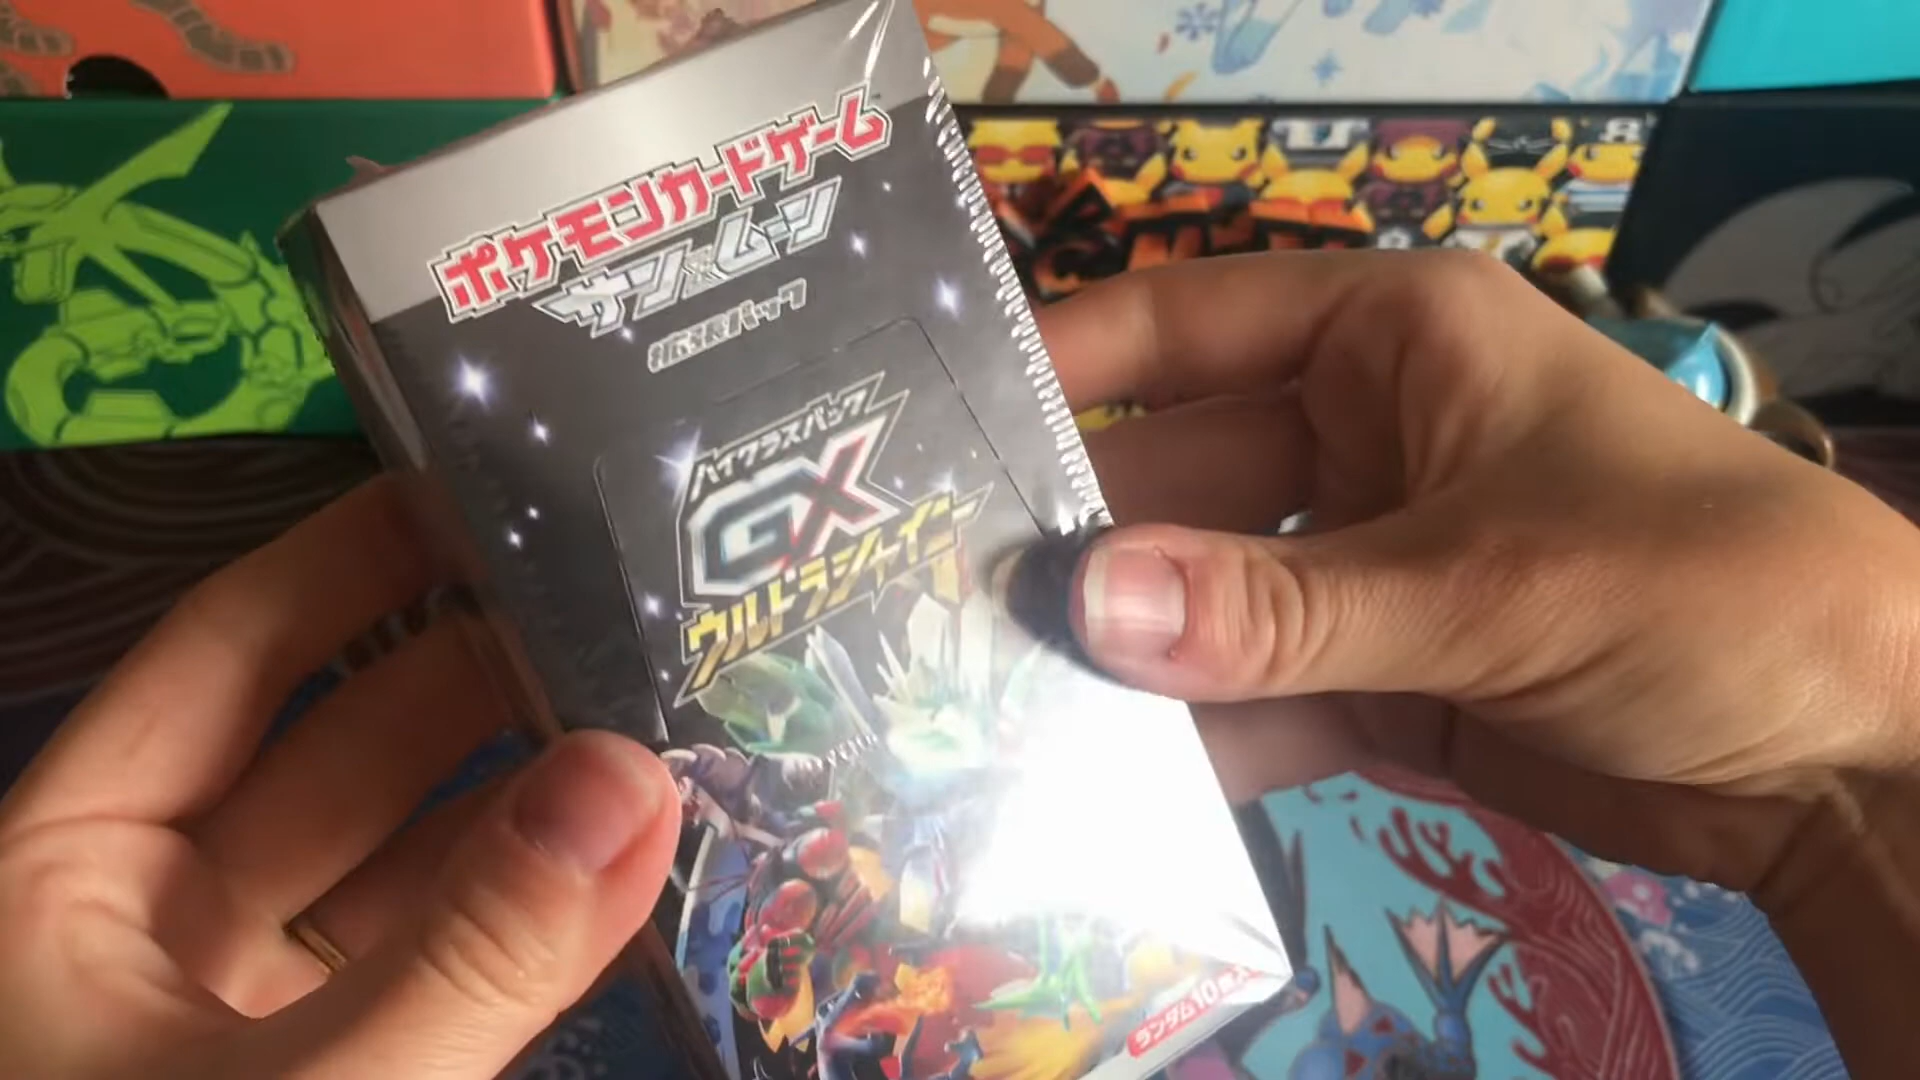 ポケモンカードゲーム
サン&ムーン
拡張パック
ハイクラスパック
GX
ウルトラシャイニー
ランダム10